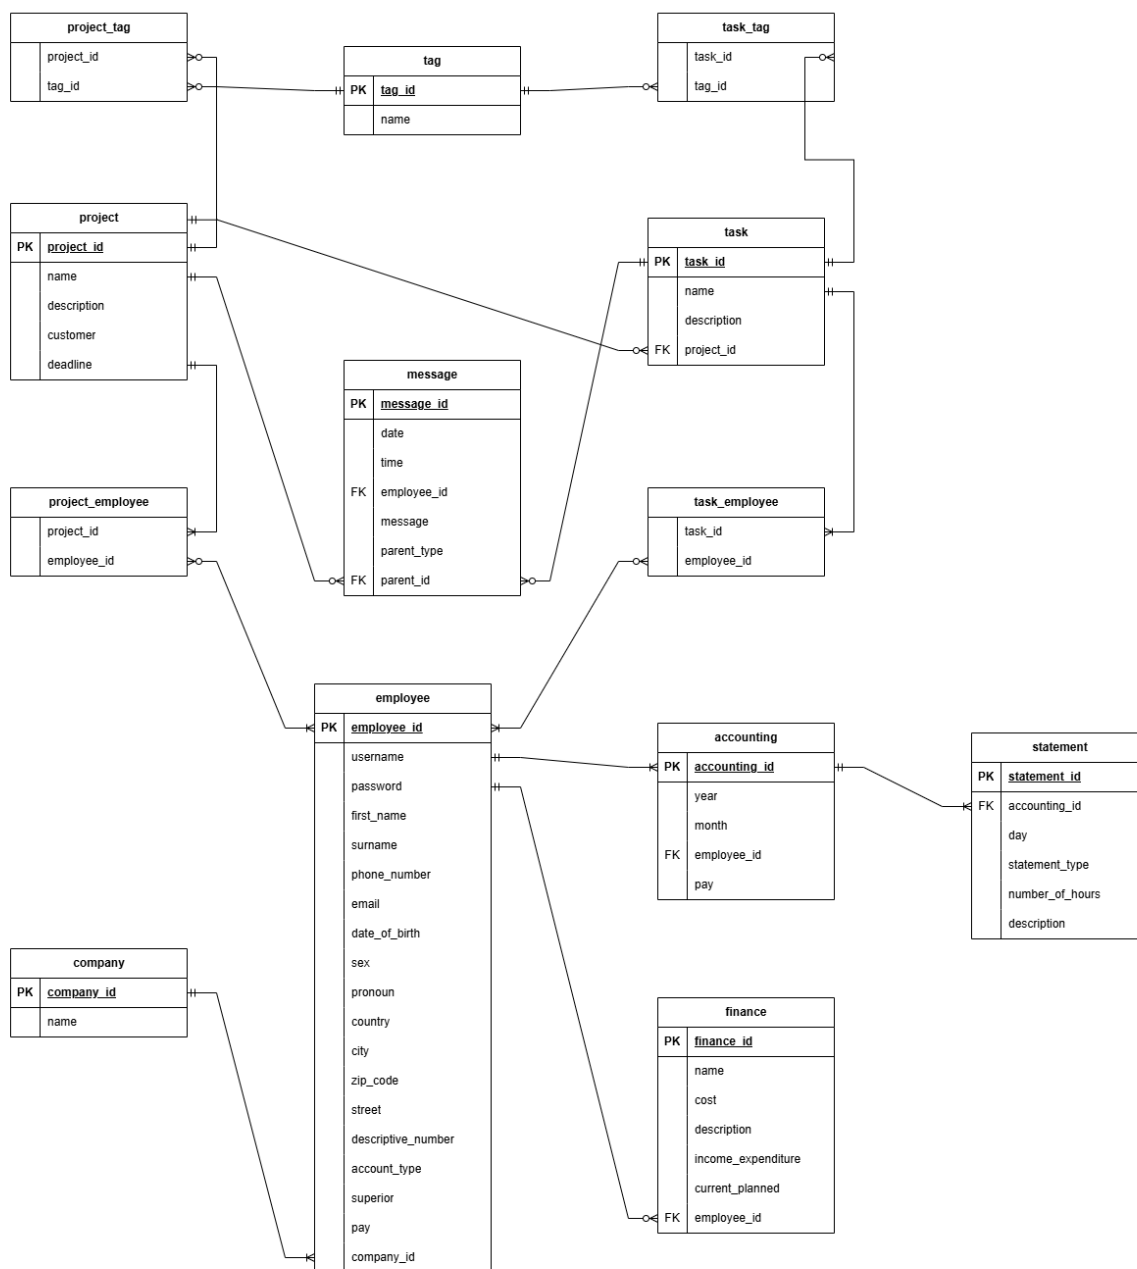 project_tag
project_id
tag_id
tag
PK tag_id
name
task_tag
task_id
tag_id
project
PK project_id
name
description
customer
deadline
task
PK task_id
name
description
FK project_id
message
PK message_id
date
time
FK employee_id
message
parent_type
FK parent_id
project_employee
project_id
employee_id
task_employee
task_id
employee_id
employee
PK employee_id
username
password
first_name
surname
phone_number
email
date_of_birth
sex
pronoun
country
city
zip_code
street
descriptive_number
account_type
superior
pay
company_id
accounting
PK accounting_id
year
month
FK employee_id
pay
statement
PK statement_id
FK accounting_id
day
statement_type
number_of_hours
description
company
PK company_id
name
finance
PK finance_id
name
cost
description
income_expenditure
current_planned
FK employee_id